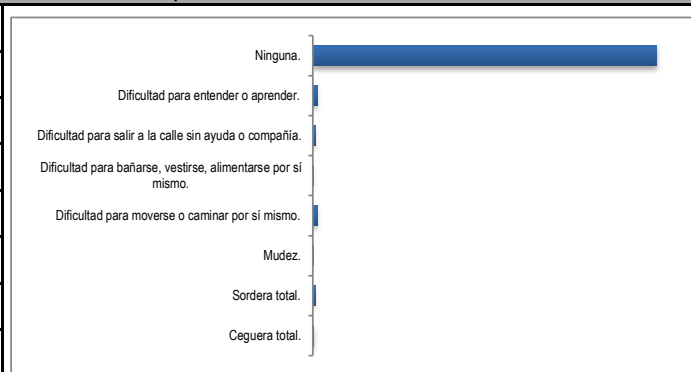 Ninguna.
Dificultad para entender o aprender.
Dificultad para salir a la calle sin ayuda o compañía.
Dificultad para bañarse, vestirse, alimentarse por sí
mismo.
Dificultad para moverse o caminar por sí mismo.
Mudez.
Sordera total.
Ceguera total.